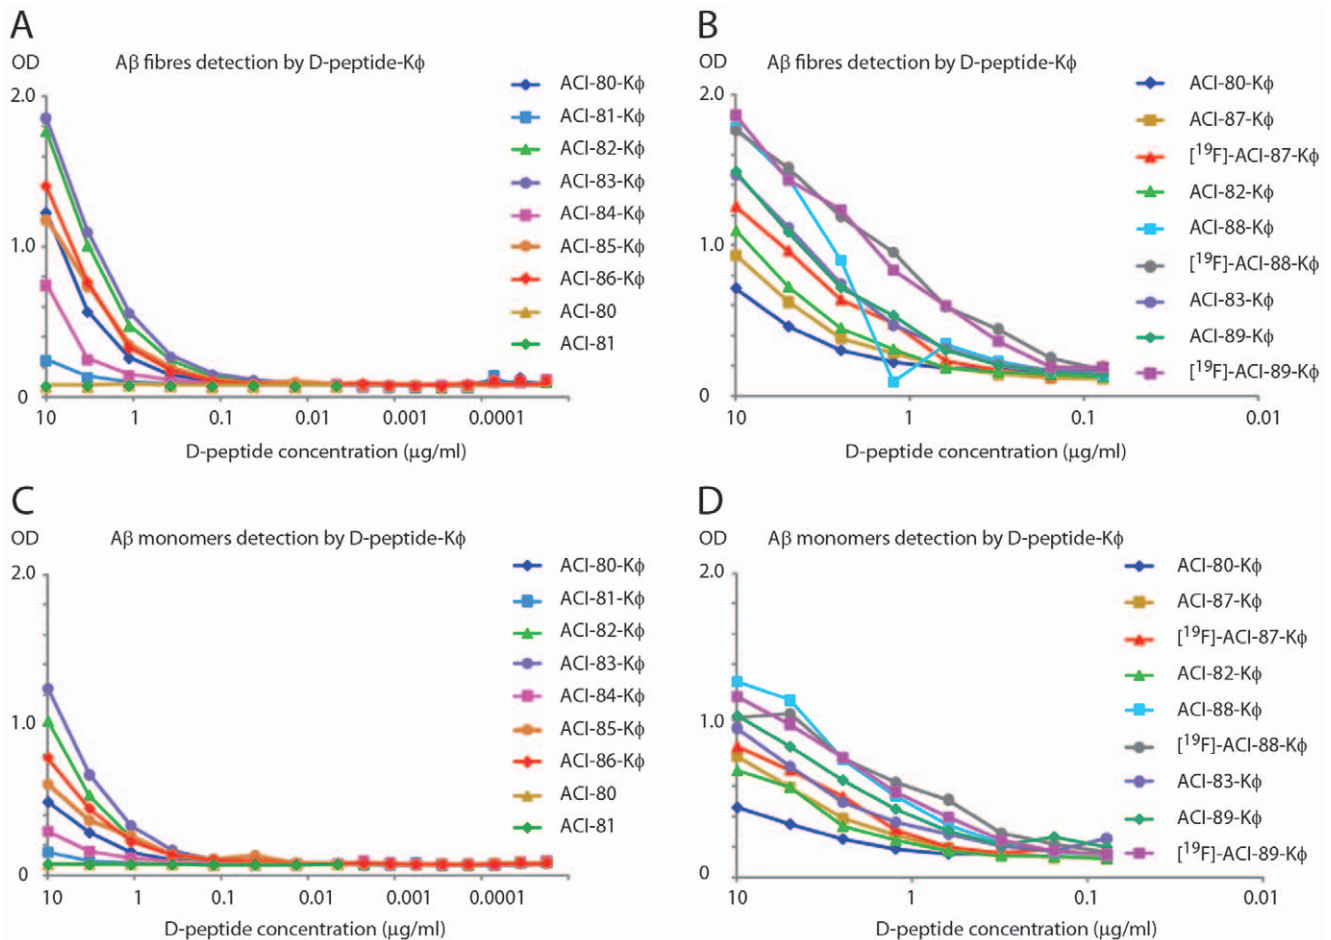 A
OD
Aβ fibres detection by D-peptide-Kϕ
2.0
1.0
0
10
1
0.1
0.01
0.001
0.0001
D-peptide concentration (μg/ml)
ACI-80-Kϕ
ACI-81-Kϕ
ACI-82-Kϕ
ACI-83-Kϕ
ACI-84-Kϕ
ACI-85-Kϕ
ACI-86-Kϕ
ACI-80
ACI-81
B
OD
Aβ fibres detection by D-peptide-Kϕ
2.0
1.0
0
10
1
0.1
0.01
D-peptide concentration (μg/ml)
ACI-80-Kϕ
ACI-87-Kϕ
[¹⁹F]-ACI-87-Kϕ
ACI-82-Kϕ
ACI-88-Kϕ
[¹⁹F]-ACI-88-Kϕ
ACI-83-Kϕ
ACI-89-Kϕ
[¹⁹F]-ACI-89-Kϕ
C
OD
Aβ monomers detection by D-peptide-Kϕ
2.0
1.0
0
10
1
0.1
0.01
0.001
0.0001
D-peptide concentration (μg/ml)
ACI-80-Kϕ
ACI-81-Kϕ
ACI-82-Kϕ
ACI-83-Kϕ
ACI-84-Kϕ
ACI-85-Kϕ
ACI-86-Kϕ
ACI-80
ACI-81
D
OD
Aβ monomers detection by D-peptide-Kϕ
2.0
1.0
0
10
1
0.1
0.01
D-peptide concentration (μg/ml)
ACI-80-Kϕ
ACI-87-Kϕ
[¹⁹F]-ACI-87-Kϕ
ACI-82-Kϕ
ACI-88-Kϕ
[¹⁹F]-ACI-88-Kϕ
ACI-83-Kϕ
ACI-89-Kϕ
[¹⁹F]-ACI-89-Kϕ